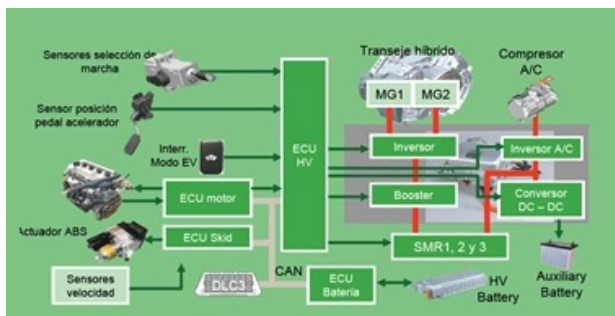 Sensores selección de
marcha
Transeje híbrido
Compresor
A/C
MG1
MG2
Sensor posición
pedal acelerador
ECU
HV
Interr.
Modo EV
Inversor
Inversor A/C
ECU motor
Booster
Conversor
DC – DC
Actuador ABS
ECU Skid
SMR1, 2 y 3
Sensores
velocidad
DLC3
CAN
ECU
Batería
HV
Battery
Auxiliary
Battery